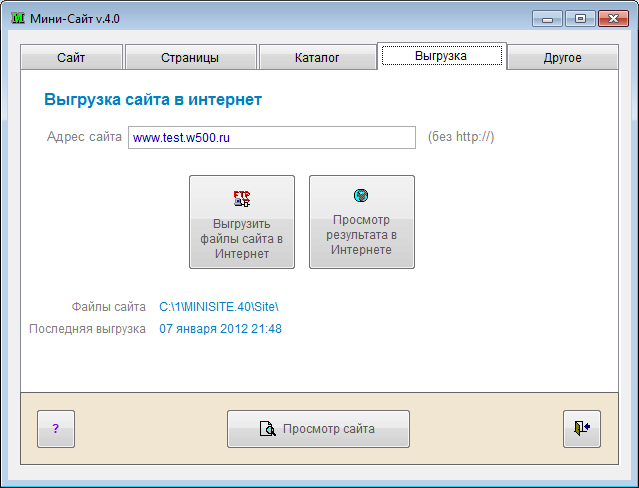 Мини-Сайт v.4.0
Сайт
Страницы
Каталог
Выгрузка
Другое
Выгрузка сайта в интернет
Адрес сайта www.test.w500.ru (без http://)
FTP
Выгрузить
файлы сайта в
Интернет
Просмотр
результата в
Интернете
Файлы сайта C:\1\MINISITE.40\Site\
Последняя выгрузка 07 января 2012 21:48
?
Просмотр сайта